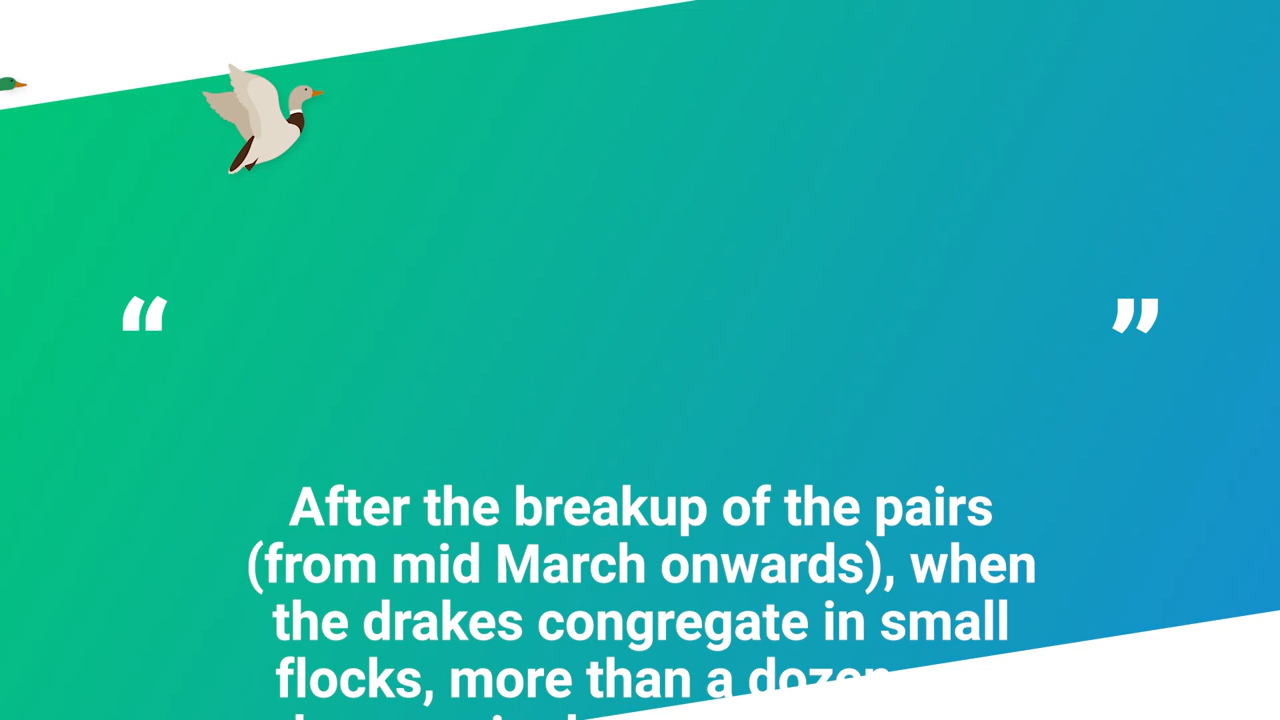 “ ”
After the breakup of the pairs
(from mid March onwards), when
the drakes congregate in small
flocks, more than a dozen